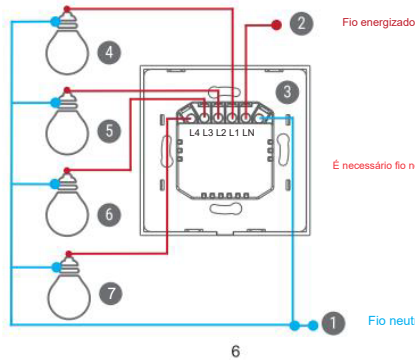 2
Fio energizado
4
3
L4 L3 L2 L1 LN
5
É necessário fio n
6
7
1
Fio neut
6